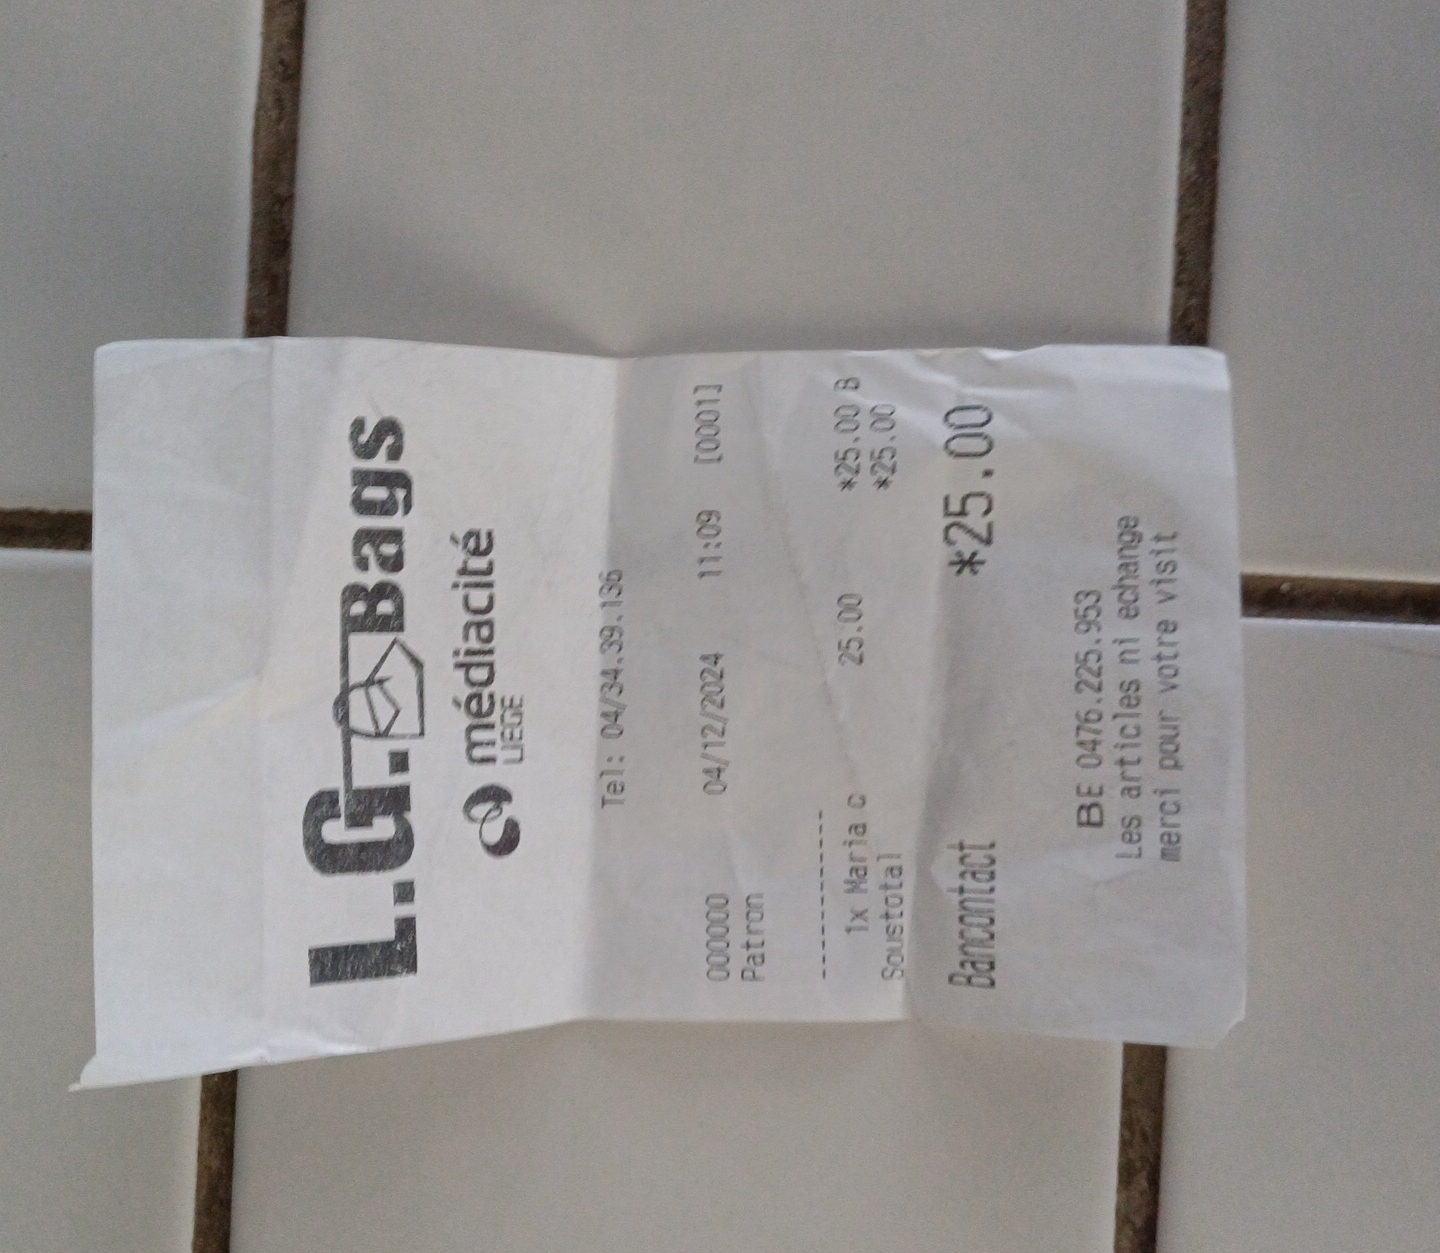 L.G. Bags
médiacité
LIEGE
Tel: 04/34.39.136
000000 04/12/2024 11:09 [0001]
Patron
-------------
1x Maria c 25.00 *25.00 B
Soustotal *25.00
Bancontact *25.00
BE 0476.225.953
Les articles ni echange
merci pour votre visit